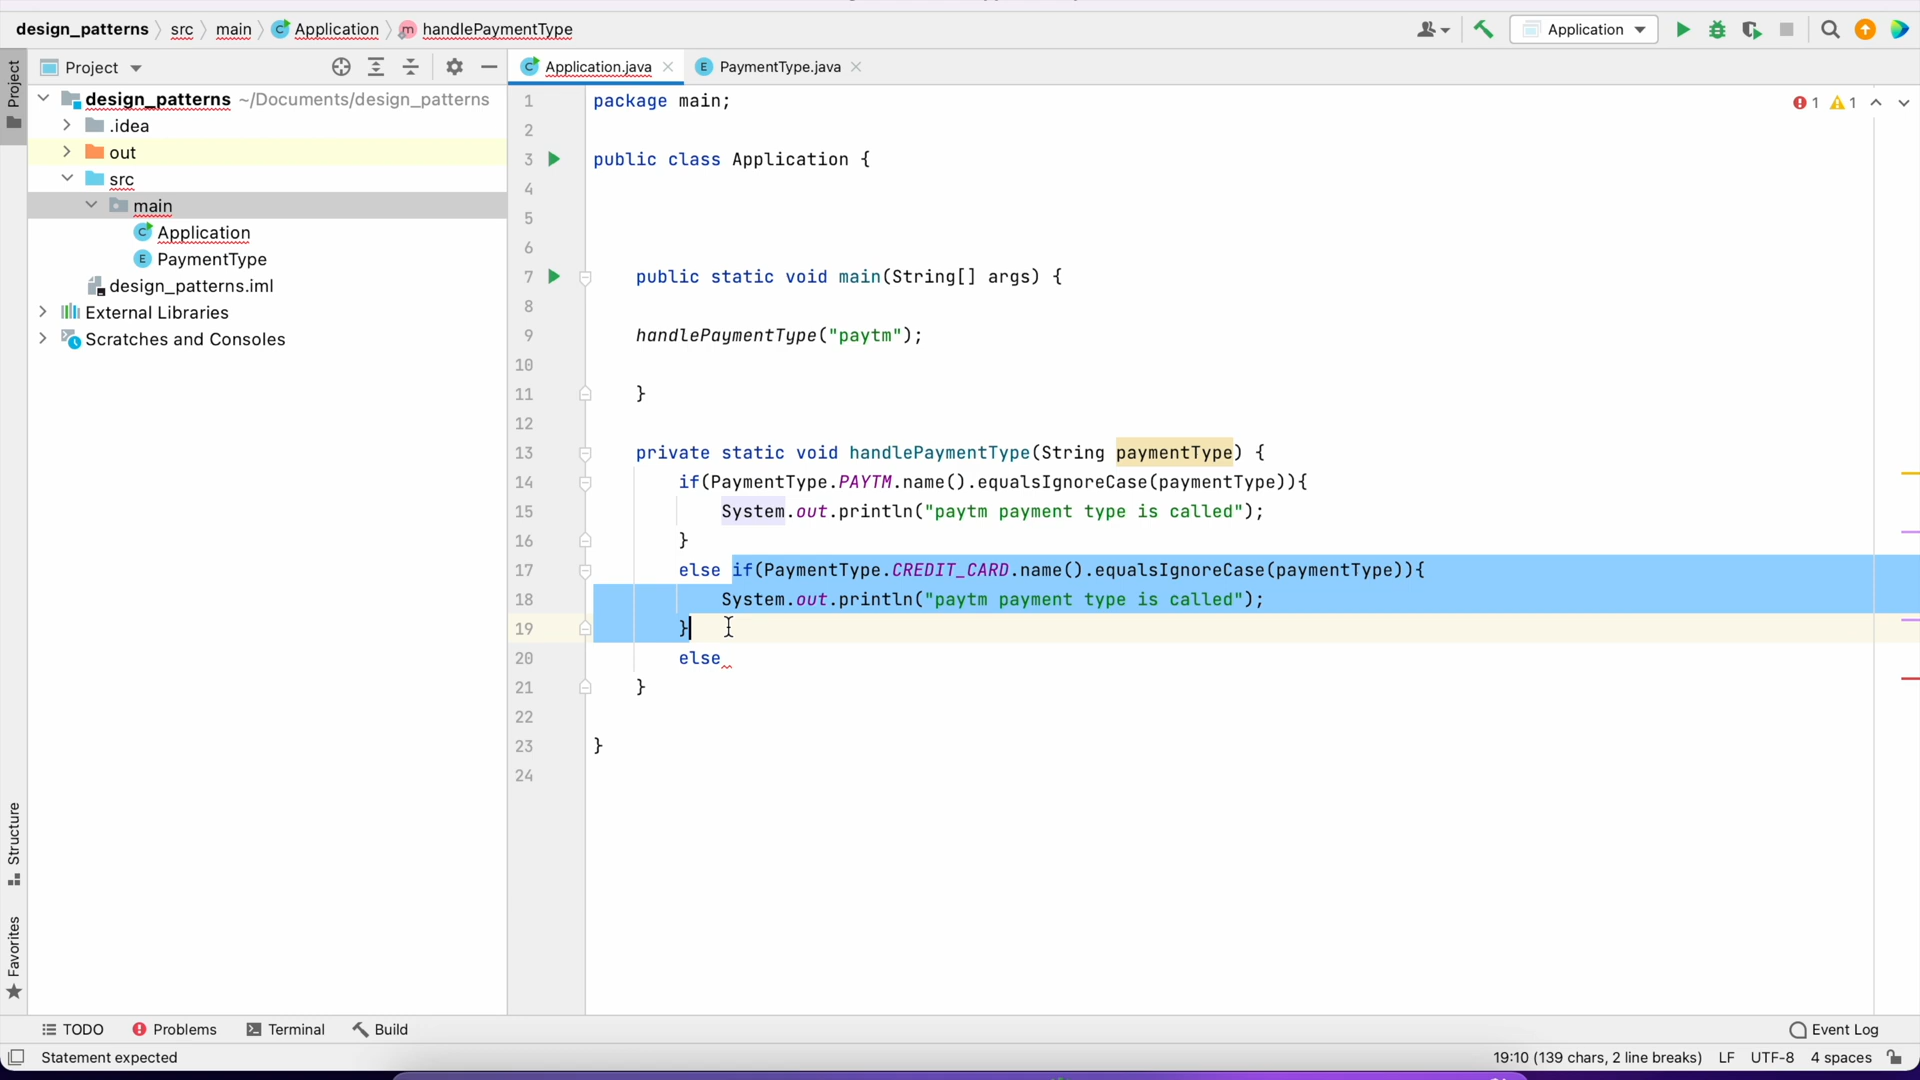 design_patterns src main Application handlePaymentType Application
Project Project Application.java PaymentType.java
design_patterns ~/Documents/design_patterns
.idea
out
src
main
Application
PaymentType
design_patterns.iml
External Libraries
Scratches and Consoles
Structure
Favorites
1 package main;
2
3 public class Application {
4
5
6
7 public static void main(String[] args) {
8
9 handlePaymentType("paytm");
10
11 }
12
13 private static void handlePaymentType(String paymentType) {
14 if(PaymentType.PAYTM.name().equalsIgnoreCase(paymentType)){
15 System.out.println("paytm payment type is called");
16 }
17 else if(PaymentType.CREDIT_CARD.name().equalsIgnoreCase(paymentType)){
18 System.out.println("paytm payment type is called");
19 }
20 else
21 }
22
23 }
24
1 1
TODO Problems Terminal Build Event Log
Statement expected 19:10 (139 chars, 2 line breaks) LF UTF-8 4 spaces